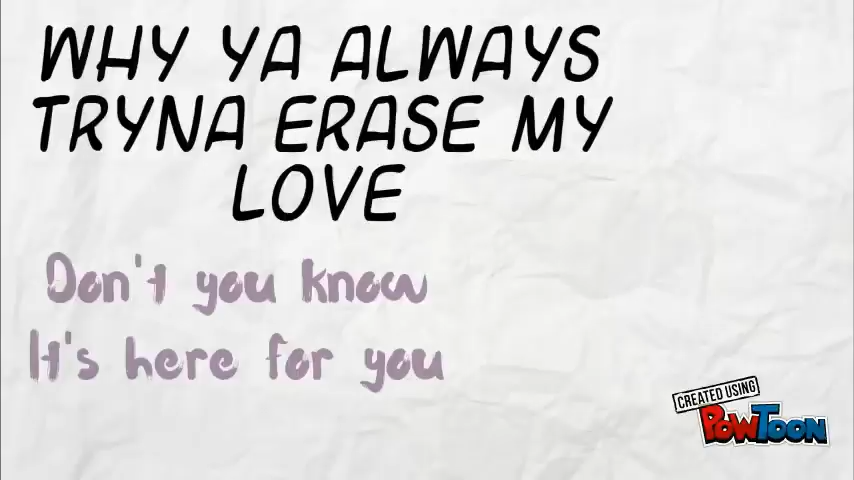 WHY YA ALWAYS
TRYNA ERASE MY
LOVE
Don't you know
It's here for you
CREATED USING
POWTOON